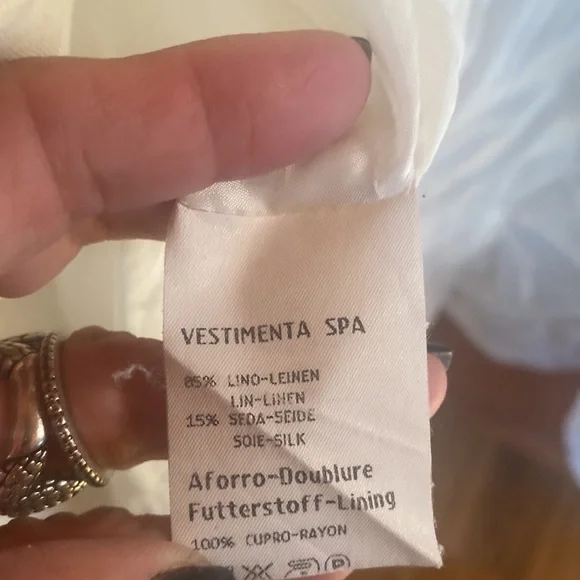 VESTIMENTA SPA
85% LINO-LEINEN
LIN-LINEN
15% SEDA-SEIDE
SOIE-SILK
Aforro-Doublure
Futterstoff-Lining
100% CUPRO-RAYON
P